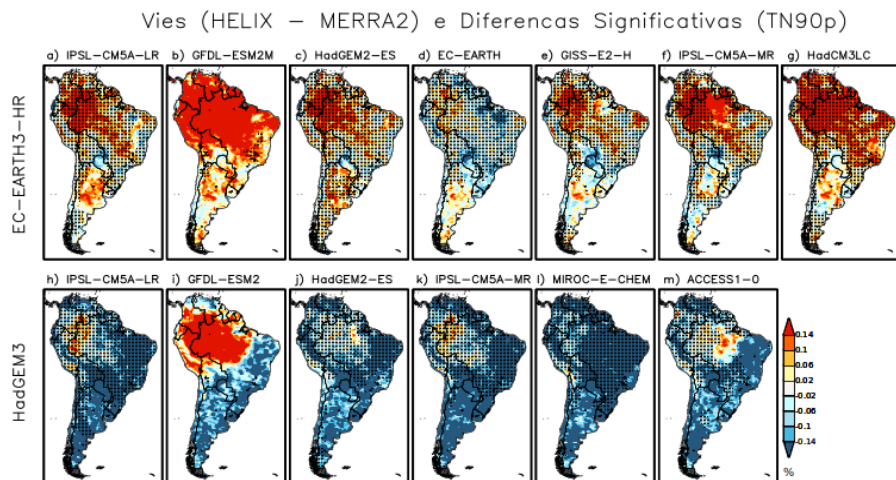 Vies (HELIX − MERRA2) e Diferencas Significativas (TN90p)
a) IPSL−CM5A−LR b) GFDL−ESM2M c) HadGEM2−ES d) EC−EARTH e) GISS−E2−H f) IPSL−CM5A−MR g) HadCM3LC
EC−EARTH3−HR
h) IPSL−CM5A−LR i) GFDL−ESM2 j) HadGEM2−ES k) IPSL−CM5A−MR l) MIROC−E−CHEM m) ACCESS1−0
HadGEM3
0.14
0.1
0.06
0.02
−0.02
−0.06
−0.1
−0.14
%